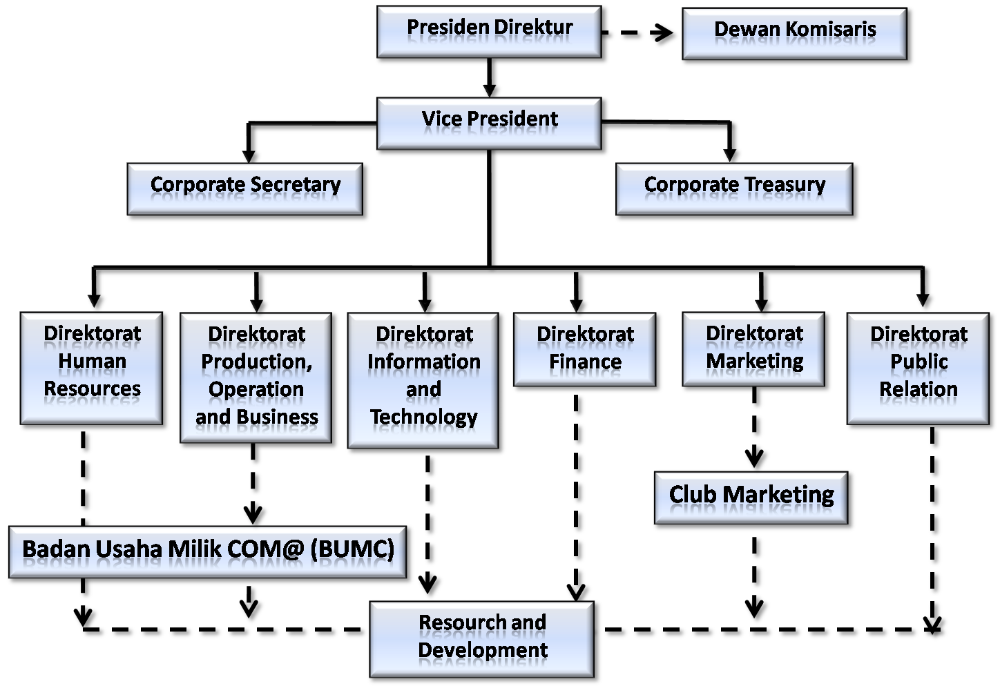 Presiden Direktur
Dewan Komisaris
Vice President
Corporate Secretary
Corporate Treasury
Direktorat
Human
Resources
Direktorat
Production,
Operation
and Business
Direktorat
Information
and
Technology
Direktorat
Finance
Direktorat
Marketing
Direktorat
Public
Relation
Club Marketing
Badan Usaha Milik COM@ (BUMC)
Resourch and
Development